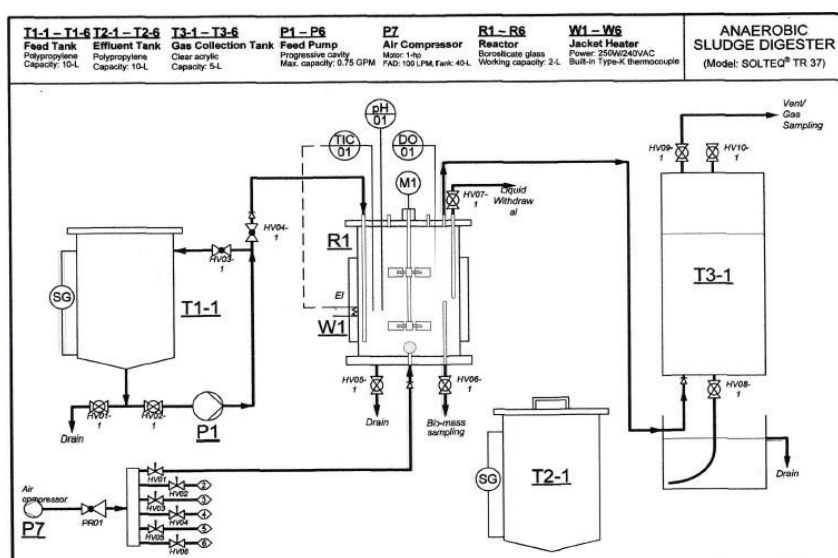 T1-1 – T1-6
Feed Tank
Polypropylene
Capacity: 10-L
T2-1 – T2-6
Effluent Tank
Polypropylene
Capacity: 10-L
T3-1 – T3-6
Gas Collection Tank
Clear acrylic
Capacity: 5-L
P1 – P6
Feed Pump
Progressive cavity
Max. capacity: 0.75 GPM
P7
Air Compressor
Motor: 1-hp
FAD: 100 LPM, Tank: 40-L
R1 – R6
Reactor
Borosilicate glass
Working capacity: 2-L
W1 – W6
Jacket Heater
Power: 250W/240VAC
Built-in Type-K thermocouple
ANAEROBIC
SLUDGE DIGESTER
(Model: SOLTEQ® TR 37)
pH
01
TIC
01
DO
01
M1
Vent/
Gas
Sampling
HV09-
1
HV10-
1
HV07-
1
Liquid
Withdraw
al
HV04-
1
HV03-
1
R1
SG
T1-1
EI
W1
T3-1
HV05-
1
HV06-
1
HV08-
1
HV01-
1
HV02-
1
P1
Drain
Drain
Bio-mass
sampling
SG
T2-1
Drain
Air
compressor
P7
PR01
HV01
HV02
2
HV03
3
HV04
4
HV05
5
HV06
6